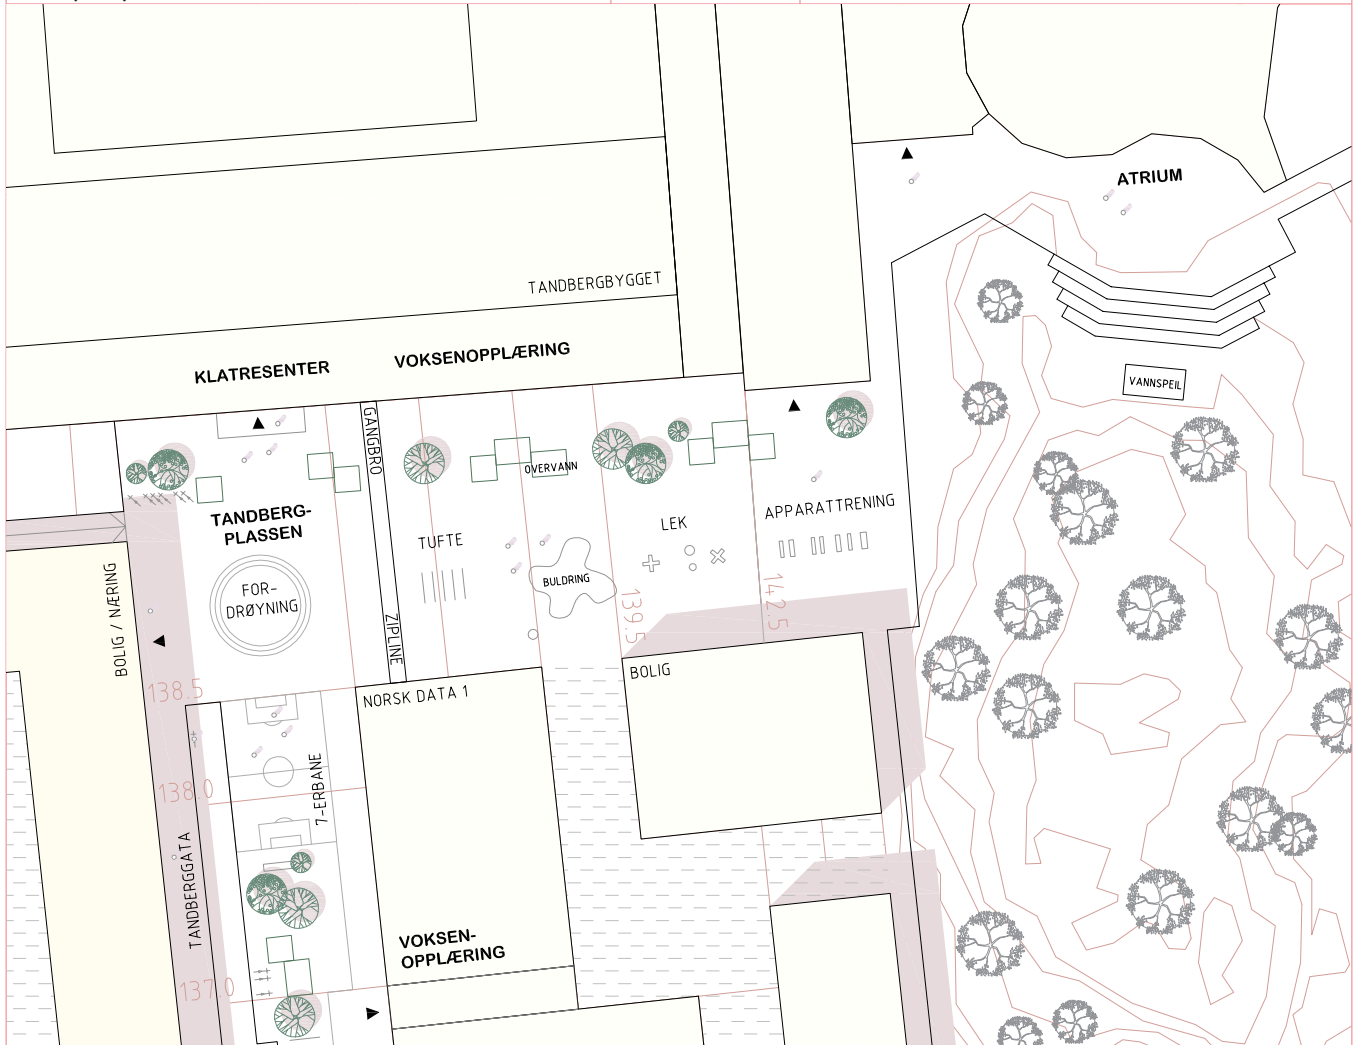 ATRIUM
TANDBERGBYGGET
KLATRESENTER
VOKSENOPPLÆRING
VANNSPEIL
GANGBRO
OVERVANN
TANDBERG-
PLASSEN
TUFTE
LEK
APPARATTRENING
BOLIG / NÆRING
FOR-
DRØYNING
BULDRING
ZIPLINE
139.5
142.5
BOLIG
138.5
NORSK DATA 1
7-ERBANE
138.0
TANDBERGGATA
VOKSEN-
OPPLÆRING
137.0